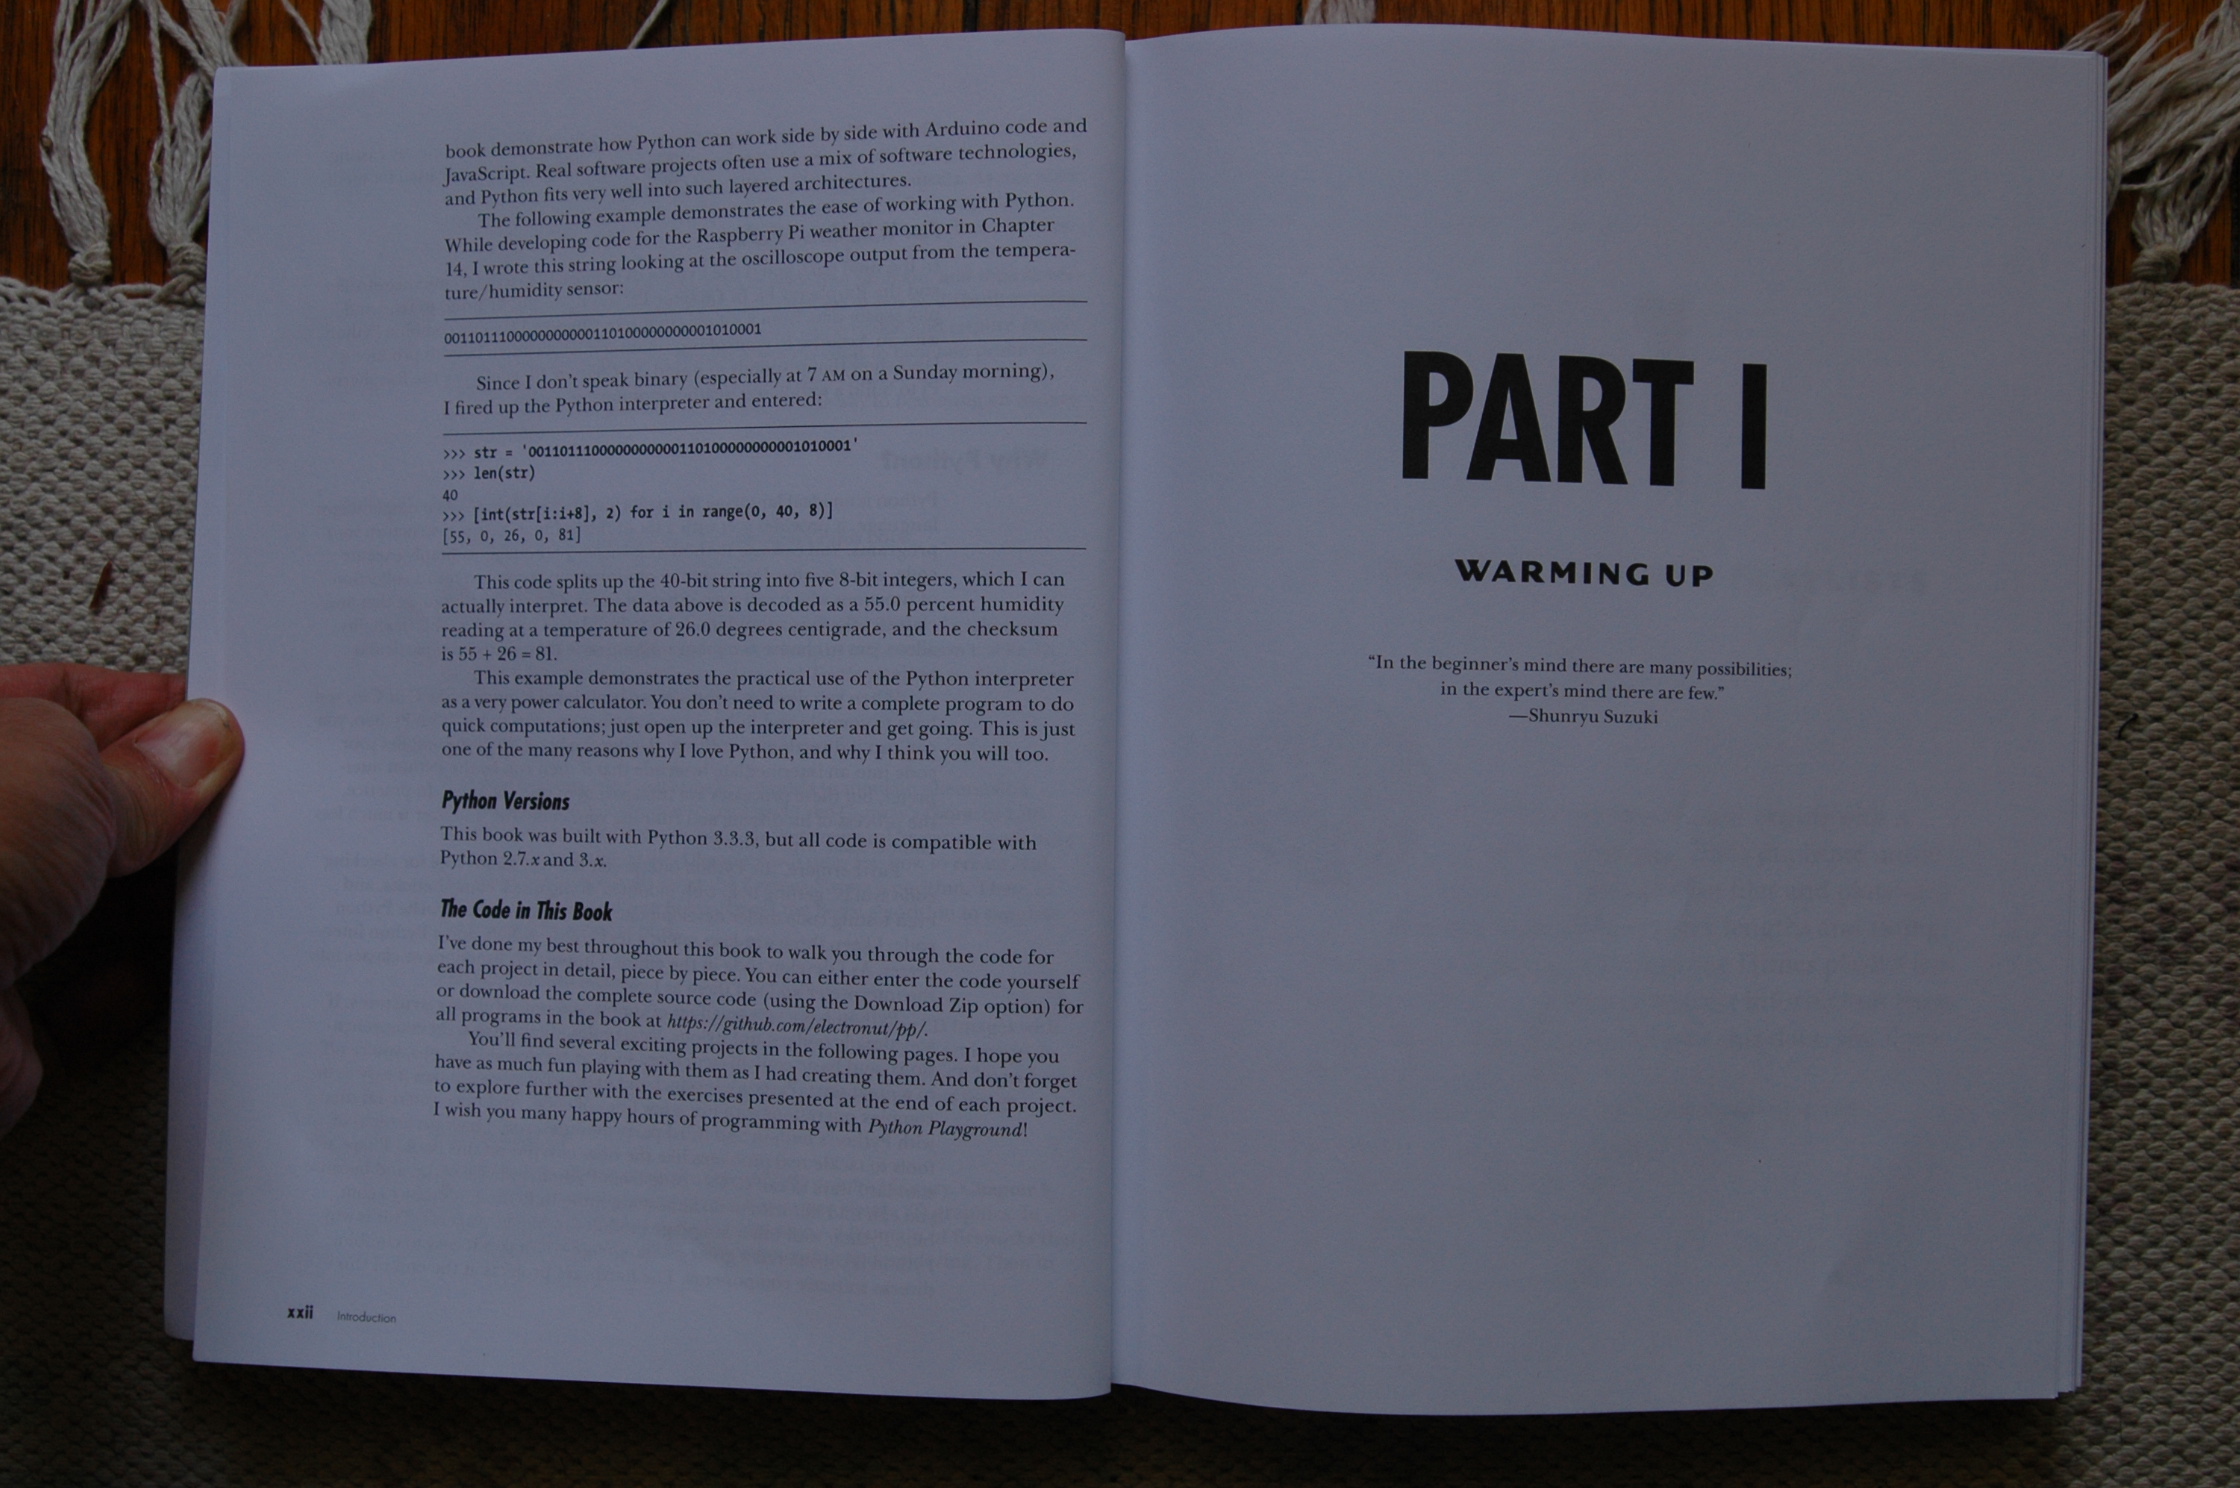 book demonstrate how Python can work side by side with Arduino code and
JavaScript. Real software projects often use a mix of software technologies,
and Python fits very well into such layered architectures.
The following example demonstrates the ease of working with Python.
While developing code for the Raspberry Pi weather monitor in Chapter
14, I wrote this string looking at the oscilloscope output from the tempera-
ture/humidity sensor:
0011011100000000000110100000000001010001
Since I don't speak binary (especially at 7 AM on a Sunday morning),
I fired up the Python interpreter and entered:
>>> str = '0011011100000000000110100000000001010001'
>>> len(str)
40
>>> [int(str[i:i+8], 2) for i in range(0, 40, 8)]
[55, 0, 26, 0, 81]
This code splits up the 40-bit string into five 8-bit integers, which I can
actually interpret. The data above is decoded as a 55.0 percent humidity
reading at a temperature of 26.0 degrees centigrade, and the checksum
is 55 + 26 = 81.
This example demonstrates the practical use of the Python interpreter
as a very power calculator. You don't need to write a complete program to do
quick computations; just open up the interpreter and get going. This is just
one of the many reasons why I love Python, and why I think you will too.
Python Versions
This book was built with Python 3.3.3, but all code is compatible with
Python 2.7.x and 3.x.
The Code in This Book
I've done my best throughout this book to walk you through the code for
each project in detail, piece by piece. You can either enter the code yourself
or download the complete source code (using the Download Zip option) for
all programs in the book at https://github.com/electronut/pp/.
You'll find several exciting projects in the following pages. I hope you
have as much fun playing with them as I had creating them. And don't forget
to explore further with the exercises presented at the end of each project.
I wish you many happy hours of programming with Python Playground!
xxii Introduction
PART I
WARMING UP
“In the beginner's mind there are many possibilities;
in the expert's mind there are few.”
—Shunryu Suzuki